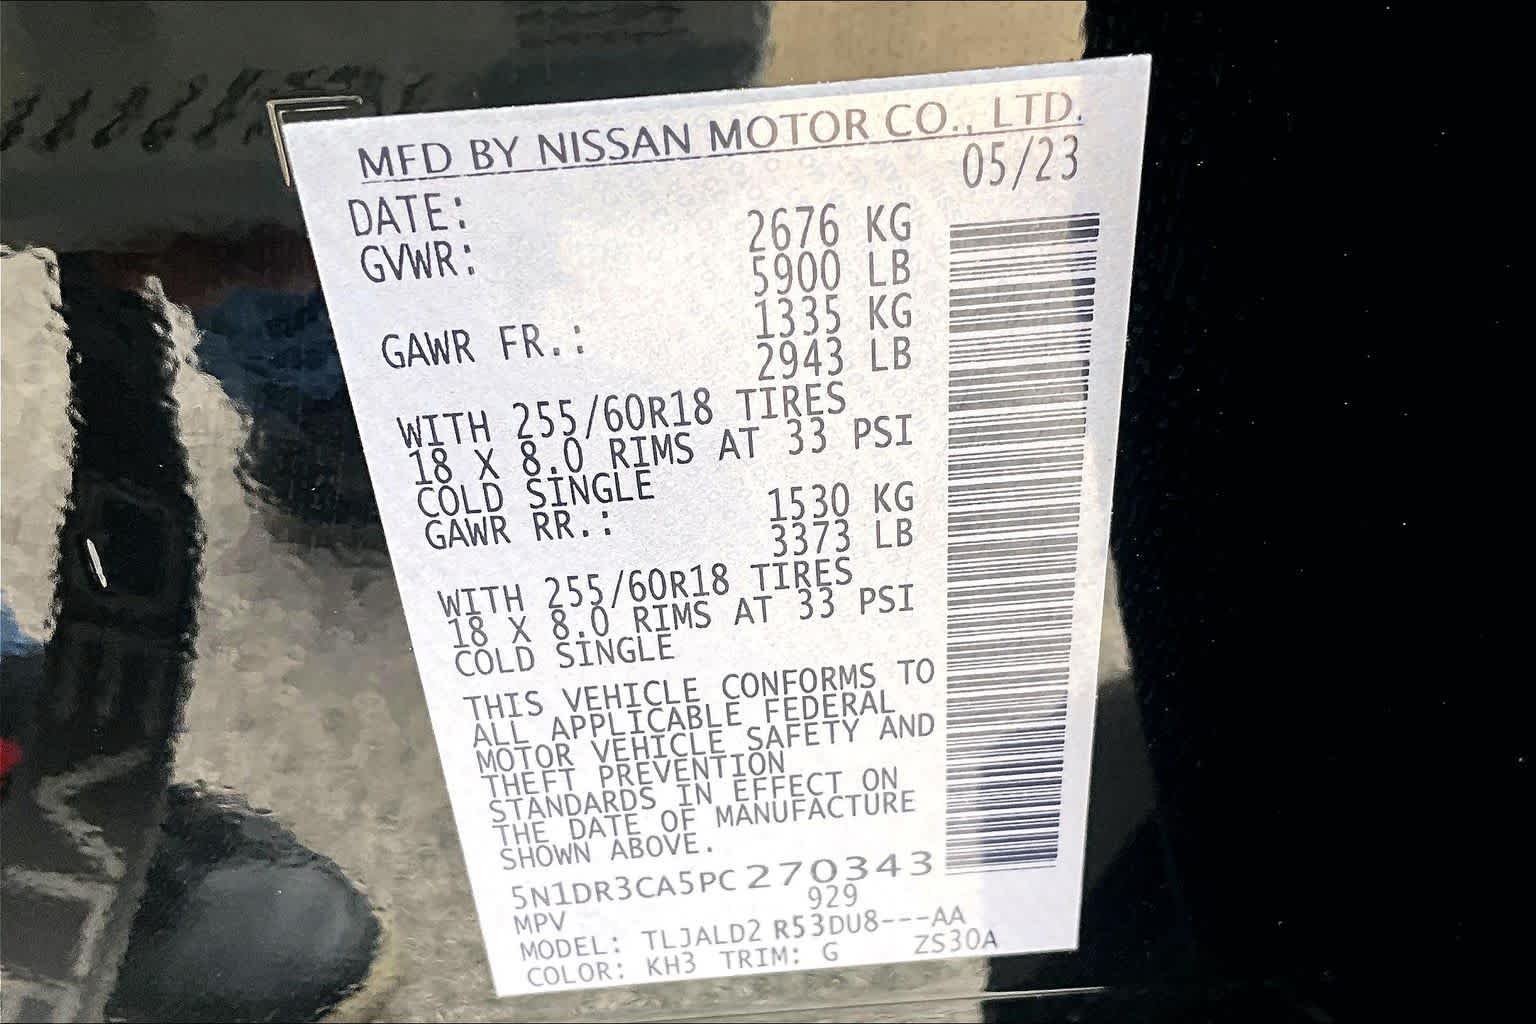 MFD BY NISSAN MOTOR CO., LTD.
DATE: 05/23
GVWR: 2676 KG
5900 LB
GAWR FR.: 1335 KG
2943 LB
WITH 255/60R18 TIRES
18 X 8.0 RIMS AT 33 PSI
COLD SINGLE
GAWR RR.: 1530 KG
3373 LB
WITH 255/60R18 TIRES
18 X 8.0 RIMS AT 33 PSI
COLD SINGLE
THIS VEHICLE CONFORMS TO
ALL APPLICABLE FEDERAL
MOTOR VEHICLE SAFETY AND
THEFT PREVENTION
STANDARDS IN EFFECT ON
THE DATE OF MANUFACTURE
SHOWN ABOVE.
5N1DR3CA5PC270343
MPV 929
MODEL: TLJALD2 R53DU8---AA
COLOR: KH3 TRIM: G ZS30A